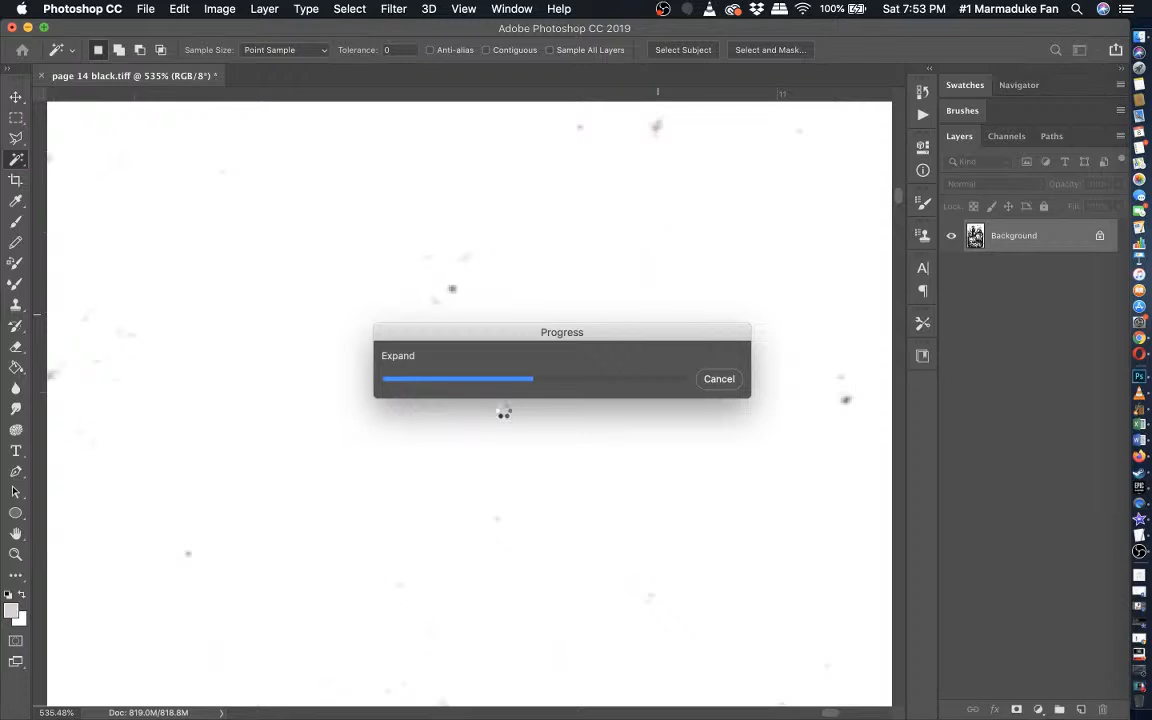 Photoshop CC File Edit Image Layer Type Select Filter 3D View Window Help 100% Sat 7:53 PM #1 Marmaduke Fan
Adobe Photoshop CC 2019
Sample Size: Point Sample Tolerance: 0 Anti-alias Contiguous Sample All Layers Select Subject Select and Mask...
× page 14 black.tiff @ 535% (RGB/8*) *
11
Swatches Navigator
Brushes
Layers Channels Paths
Kind
Normal Opacity:
Lock: Fill:
Background
Progress
Expand
Cancel
535.48% Doc: 819.0M/818.8M